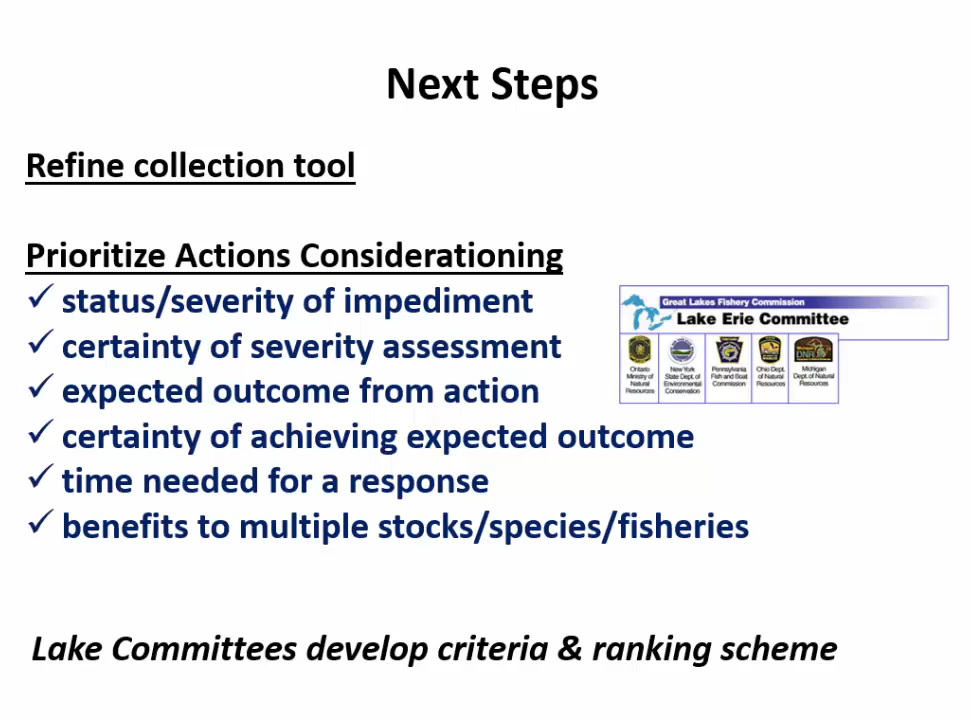 Next Steps
Refine collection tool
Prioritize Actions Considerationing
✓ status/severity of impediment
✓ certainty of severity assessment
✓ expected outcome from action
✓ certainty of achieving expected outcome
✓ time needed for a response
✓ benefits to multiple stocks/species/fisheries
Great Lakes Fishery Commission
Lake Erie Committee
Ontario
Ministry of
Natural
Resources
New York
State Dept. of
Environmental
Conservation
Pennsylvania
Fish and Boat
Commission
Ohio Dept.
of Natural
Resources
Michigan
Dept. of Natural
Resources
Lake Committees develop criteria & ranking scheme